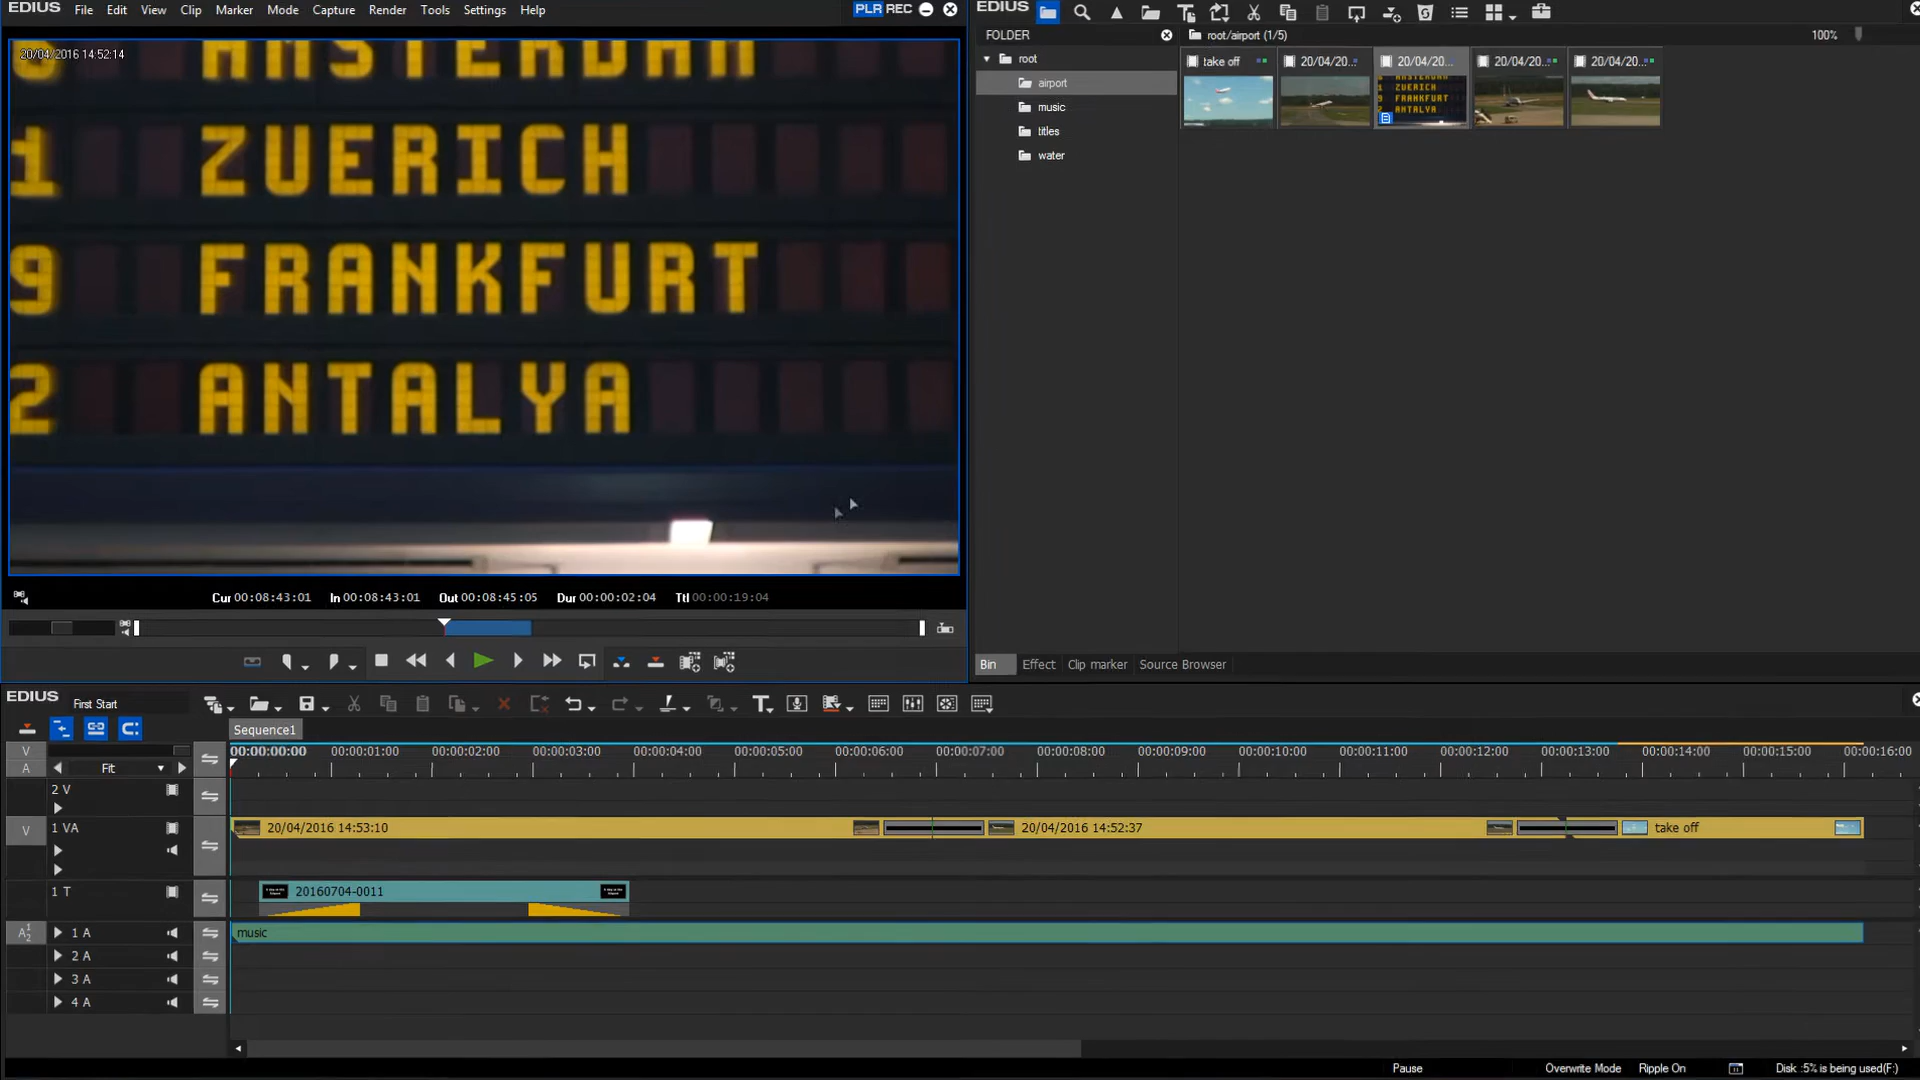 EDIUS File Edit View Clip Marker Mode Capture Render Tools Settings Help PLR REC
20/04/2016 14:52:14
AMSTERDAM
1 ZUERICH
9 FRANKFURT
2 ANTALYA
Cur 00:08:43:01 In 00:08:43:01 Out 00:08:45:05 Dur 00:00:02:04 Ttl 00:00:19:04
EDIUS
FOLDER
root
airport
music
titles
water
root/airport (1/5) 100%
take off 20/04/20... 20/04/20... 20/04/20... 20/04/20...
ZUERICH
FRANKFURT
ANTALYA
Bin Effect Clip marker Source Browser
EDIUS First Start
Sequence1
V 00:00:00:00 00:00:01:00 00:00:02:00 00:00:03:00 00:00:04:00 00:00:05:00 00:00:06:00 00:00:07:00 00:00:08:00 00:00:09:00 00:00:10:00 00:00:11:00 00:00:12:00 00:00:13:00 00:00:14:00 00:00:15:00 00:00:16:00
A Fit
2 V
V 1 VA 20/04/2016 14:53:10 20/04/2016 14:52:37 take off
1 T 20160704-0011
A 1 2 1 A music
2 A
3 A
4 A
Pause Overwrite Mode Ripple On Disk :5% is being used(F:)